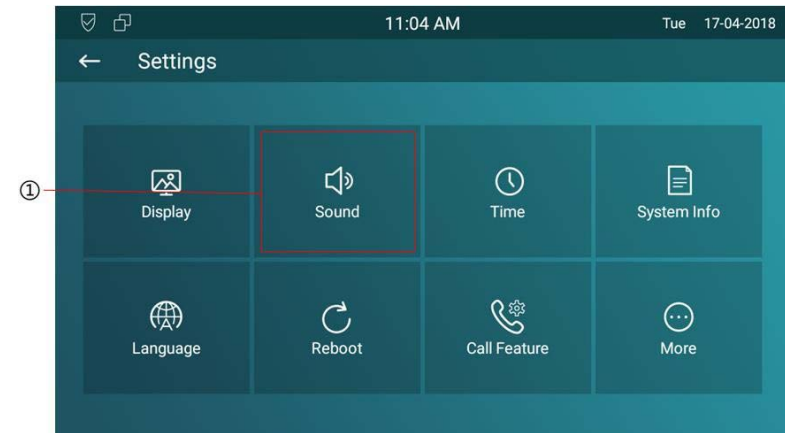 11:04 AM Tue 17-04-2018
← Settings
① Display Sound Time System Info
Language Reboot Call Feature More